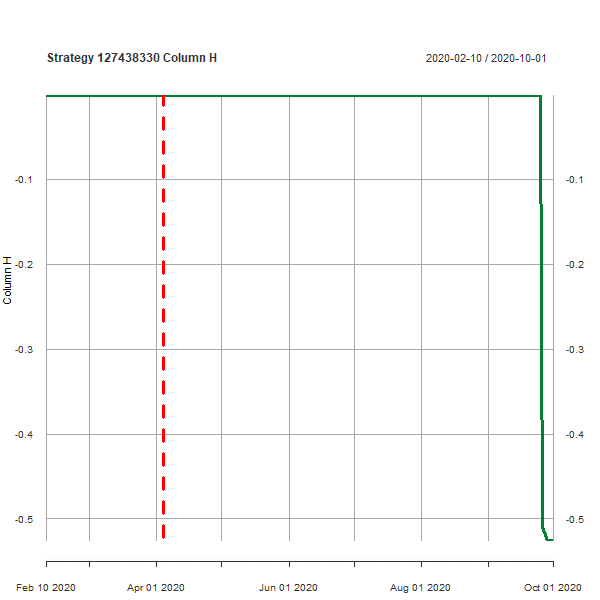 Strategy 127438330 Column H
2020-02-10 / 2020-10-01
-0.1 -0.1
-0.2 -0.2
Column H
-0.3 -0.3
-0.4 -0.4
-0.5 -0.5
Feb 10 2020 Apr 01 2020 Jun 01 2020 Aug 01 2020 Oct 01 2020